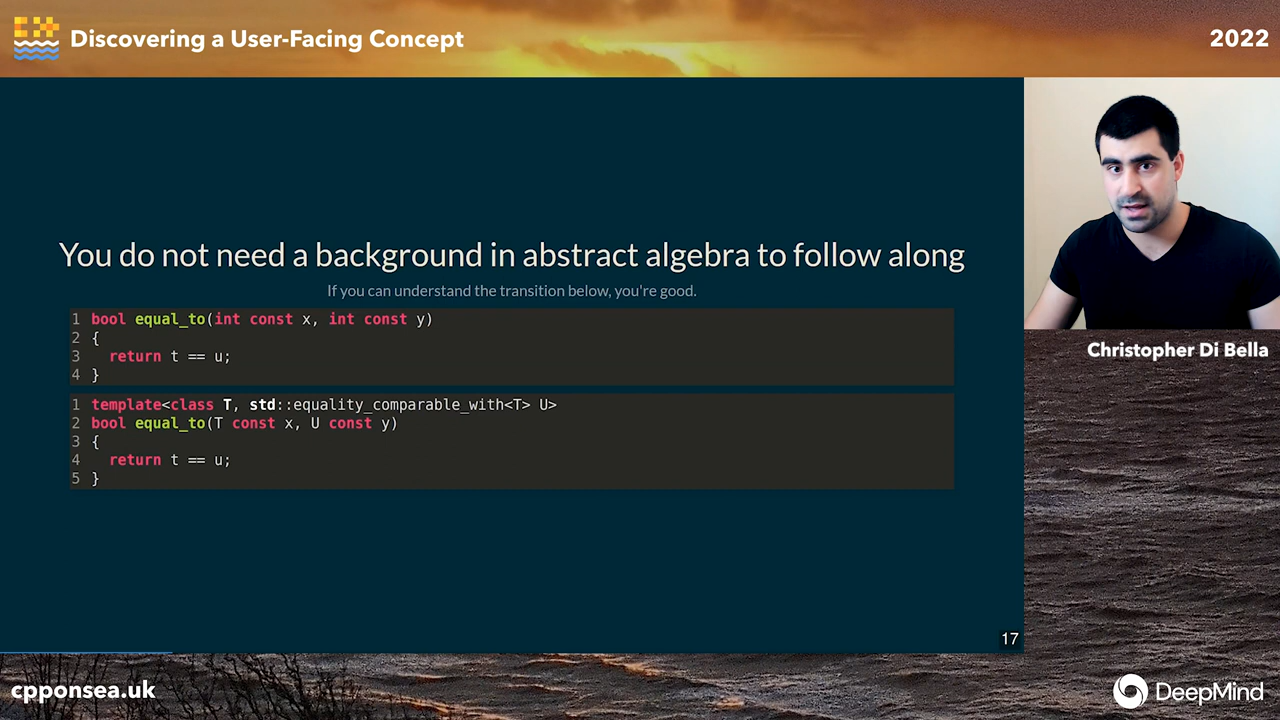 Discovering a User-Facing Concept
2022
You do not need a background in abstract algebra to follow along
If you can understand the transition below, you're good.
1 bool equal_to(int const x, int const y)
2 {
3   return t == u;
4 }
1 template<class T, std::equality_comparable_with<T> U>
2 bool equal_to(T const x, U const y)
3 {
4   return t == u;
5 }
17
Christopher Di Bella
cpponsea.uk
DeepMind